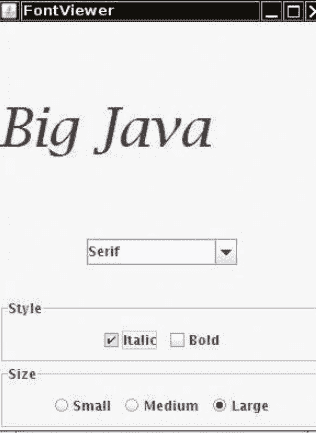 FontViewer
Big Java
Serif
Style
Italic Bold
Size
Small Medium Large